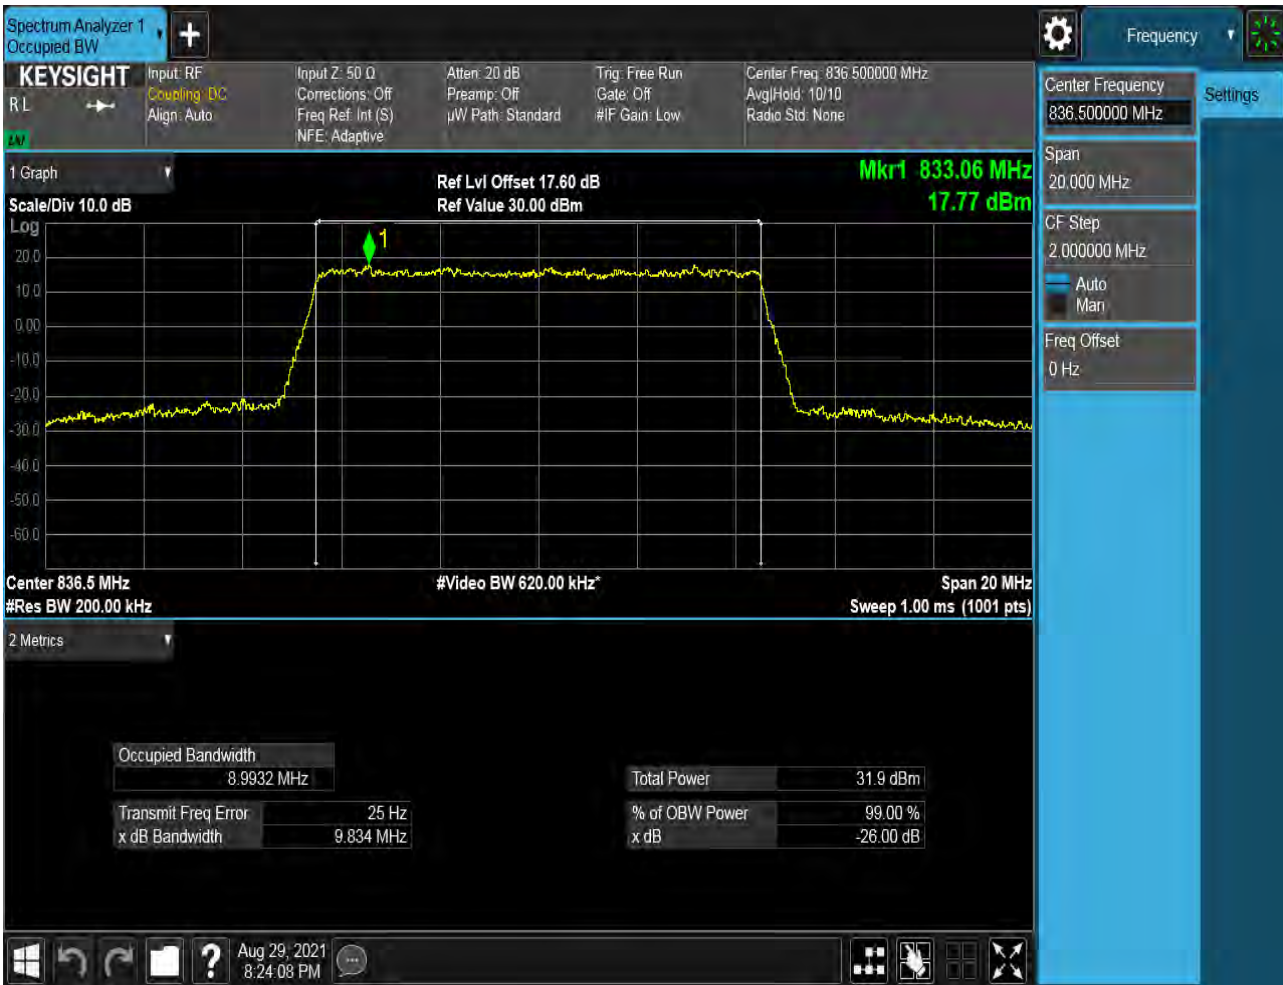 Spectrum Analyzer 1
Occupied BW
Frequency
KEYSIGHT
R L
Input: RF
Coupling: DC
Align: Auto
Input Z: 50 Ω
Corrections: Off
Freq Ref: Int (S)
NFE: Adaptive
Atten: 20 dB
Preamp: Off
µW Path: Standard
Trig: Free Run
Gate: Off
#IF Gain: Low
Center Freq: 836.500000 MHz
Avg|Hold: 10/10
Radio Std: None
Center Frequency
836.500000 MHz
Settings
Span
20.000 MHz
CF Step
2.000000 MHz
Auto
Man
Freq Offset
0 Hz
1 Graph
Scale/Div 10.0 dB
Ref Lvl Offset 17.60 dB
Ref Value 30.00 dBm
Mkr1 833.06 MHz
17.77 dBm
Log
1
20.0
10.0
0.00
-10.0
-20.0
-30.0
-40.0
-50.0
-60.0
Center 836.5 MHz
#Res BW 200.00 kHz
#Video BW 620.00 kHz*
Span 20 MHz
Sweep 1.00 ms (1001 pts)
2 Metrics
Occupied Bandwidth
8.9932 MHz
Transmit Freq Error 25 Hz
x dB Bandwidth 9.834 MHz
Total Power 31.9 dBm
% of OBW Power 99.00 %
x dB -26.00 dB
Aug 29, 2021
8:24:08 PM